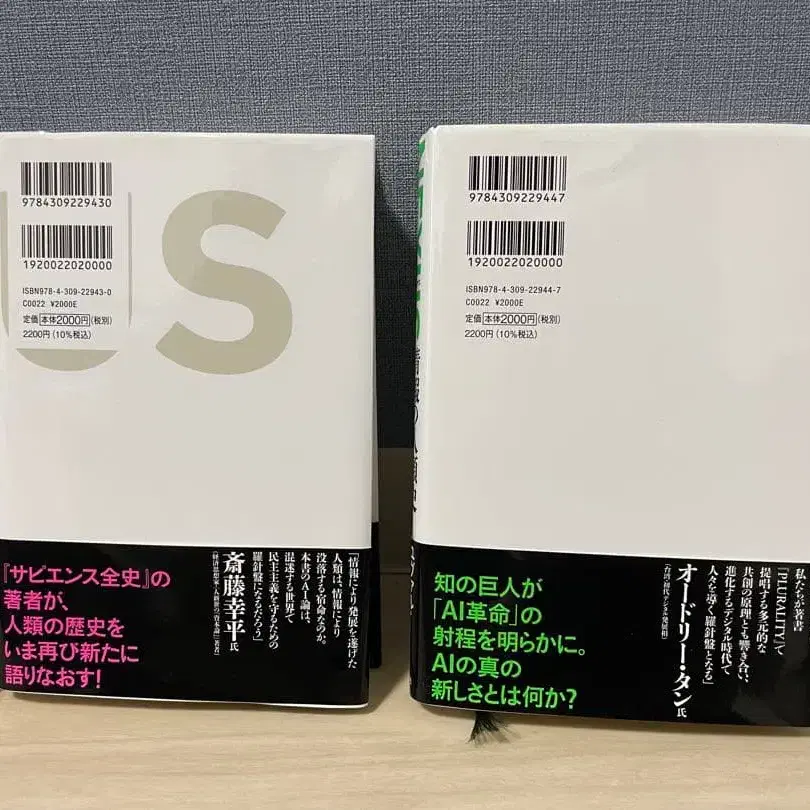 US
9784309229430
1920022020000
ISBN978-4-309-22943-0
C0022 ¥2000E
定価 本体2000円(税別)
2200円(10%税込)
『サピエンス全史』の
著者が、
人類の歴史を
いま再び新たに
語りなおす!
「情報により発展を遂げた
人類は、情報により
没落する宿命なのか。
本書のAI論は、
混迷する世界で
民主主義を守るための
羅針盤になるだろう」
斎藤幸平氏
9784309229447
1920022020000
ISBN978-4-309-22944-7
C0022 ¥2000E
定価 本体2000円(税別)
2200円(10%税込)
知の巨人が
「AI革命」の
射程を明らかに。
AIの真の
新しさとは何か?
私たちが著書
『PLURALITY』で
提唱する多元的な
共創の原理とも響き合い、
進化するデジタル時代で
人々を導く羅針盤となる」
オードリー・タン氏
(台湾・初代デジタル発展相)